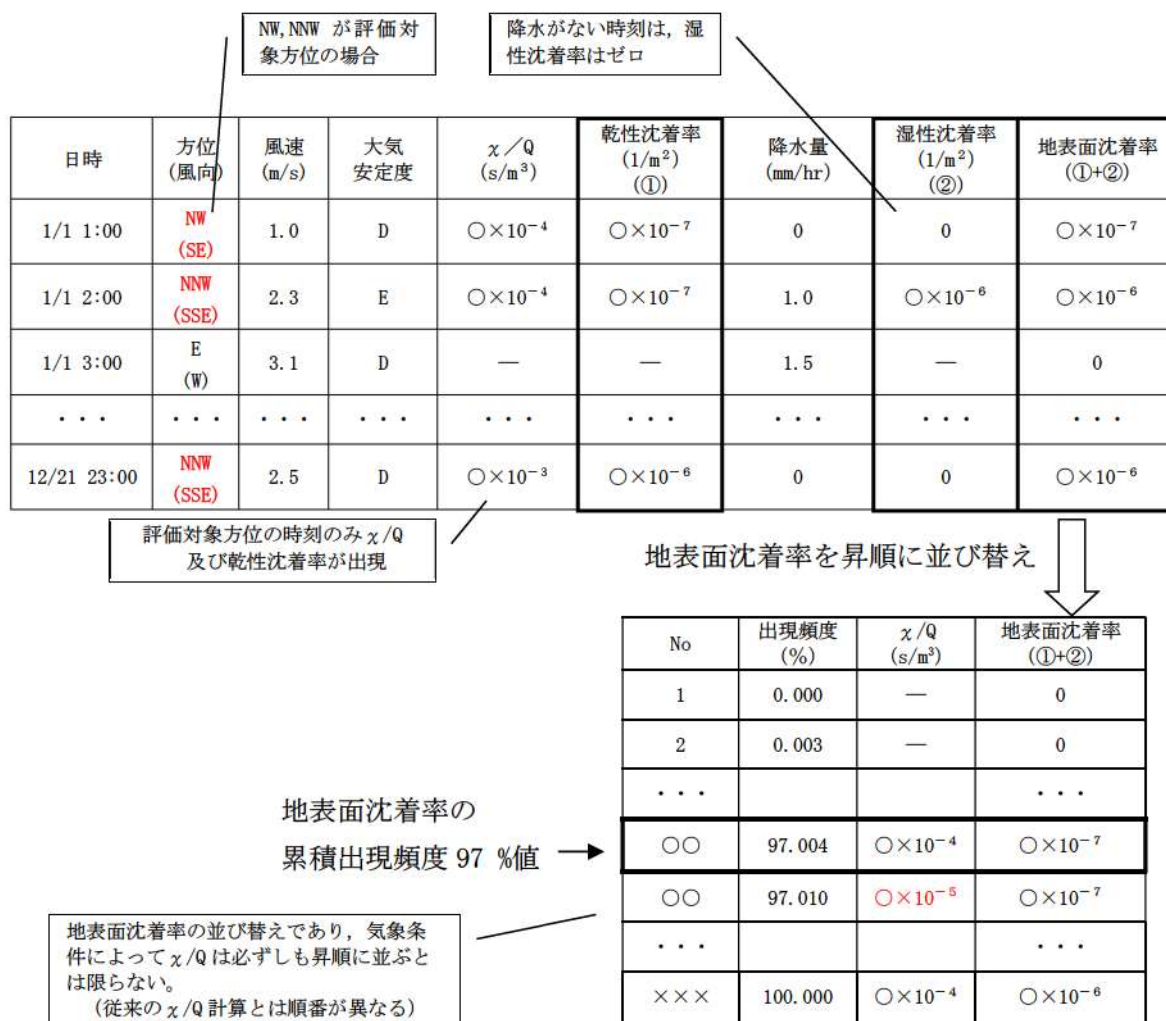 NW,NNW が評価対
象方位の場合
降水がない時刻は，湿
性沈着率はゼロ
日時 方位 (風向) 風速 (m/s) 大気 安定度 χ／Q (s/m³) 乾性沈着率 (1/m²) (①) 降水量 (mm/hr) 湿性沈着率 (1/m²) (②) 地表面沈着率 (①+②)
1/1 1:00 NW (SE) 1.0 D ○×10⁻⁴ ○×10⁻⁷ 0 0 ○×10⁻⁷
1/1 2:00 NNW (SSE) 2.3 E ○×10⁻⁴ ○×10⁻⁷ 1.0 ○×10⁻⁶ ○×10⁻⁶
1/1 3:00 E (W) 3.1 D — — 1.5 — 0
・・・ ・・・ ・・・ ・・・ ・・・ ・・・ ・・・ ・・・ ・・・
12/21 23:00 NNW (SSE) 2.5 D ○×10⁻³ ○×10⁻⁶ 0 0 ○×10⁻⁶
評価対象方位の時刻のみχ/Q
及び乾性沈着率が出現
地表面沈着率を昇順に並び替え
No 出現頻度 (%) χ/Q (s/m³) 地表面沈着率 (①+②)
1 0.000 — 0
2 0.003 — 0
・・・ ・・・
地表面沈着率の
累積出現頻度 97 %値
○○ 97.004 ○×10⁻⁴ ○×10⁻⁷
○○ 97.010 ○×10⁻⁵ ○×10⁻⁷
・・・ ・・・
××× 100.000 ○×10⁻⁴ ○×10⁻⁶
地表面沈着率の並び替えであり，気象条
件によってχ/Qは必ずしも昇順に並ぶと
は限らない。
（従来のχ/Q計算とは順番が異なる）